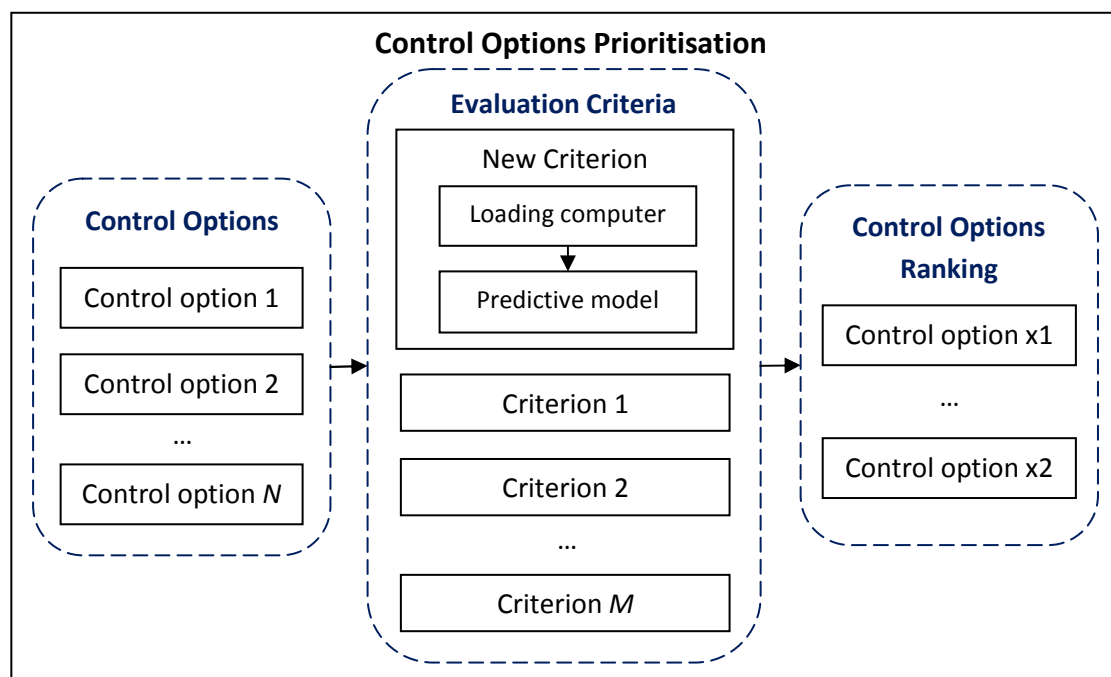 Control Options Prioritisation
Control Options
Control option 1
Control option 2
...
Control option N
Evaluation Criteria
New Criterion
Loading computer
Predictive model
Criterion 1
Criterion 2
...
Criterion M
Control Options
Ranking
Control option x1
...
Control option x2